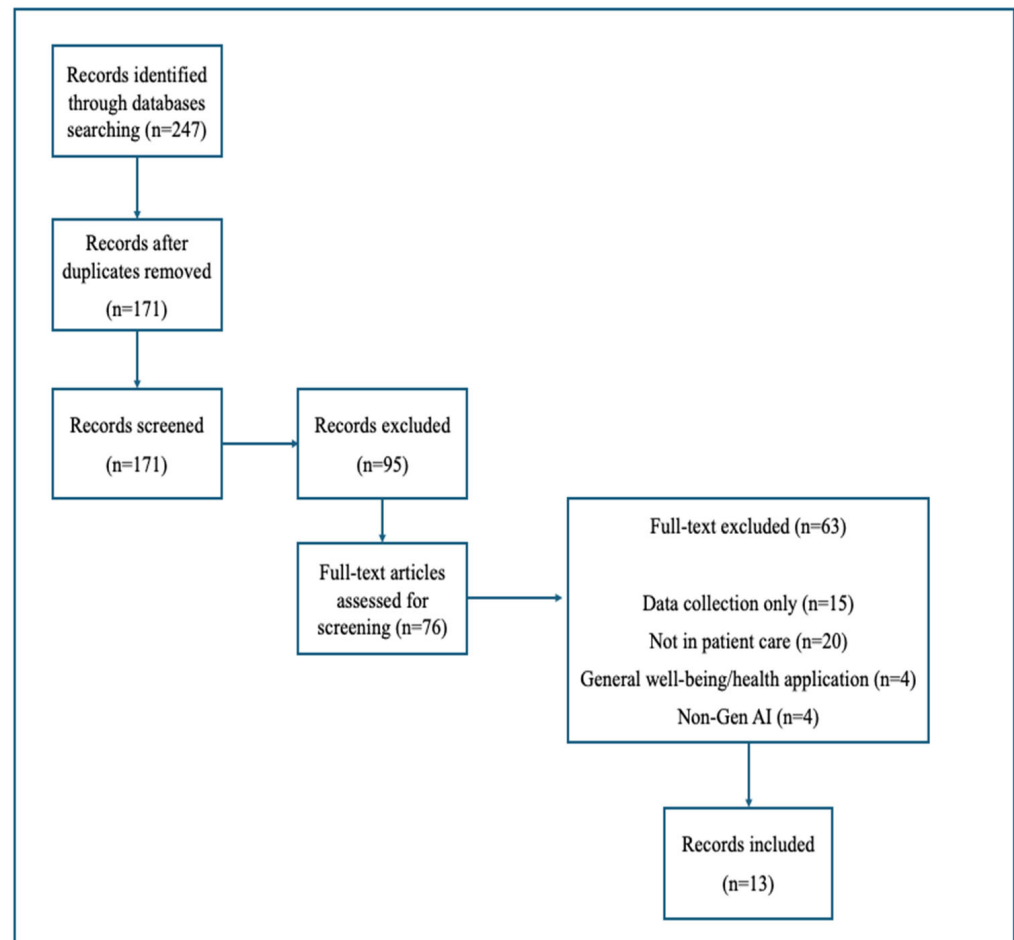 Records identified
through databases
searching (n=247)
Records after
duplicates removed
(n=171)
Records screened
(n=171)
Records excluded
(n=95)
Full-text articles
assessed for
screening (n=76)
Full-text excluded (n=63)
Data collection only (n=15)
Not in patient care (n=20)
General well-being/health application (n=4)
Non-Gen AI (n=4)
Records included
(n=13)